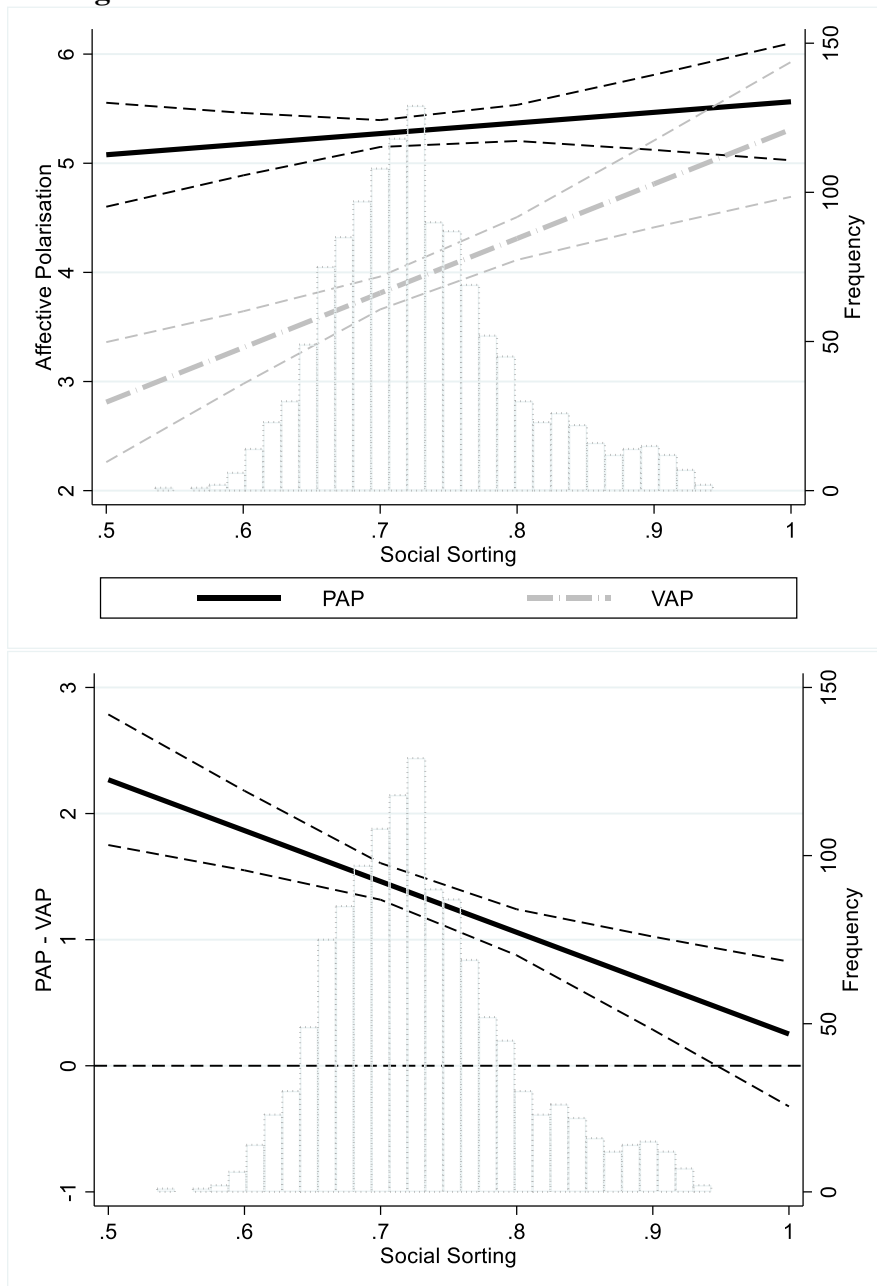 6
5
4
3
2
Affective Polarisation
150
100
50
0
Frequency
.5 .6 .7 .8 .9 1
Social Sorting
PAP VAP
3
2
1
0
-1
PAP - VAP
150
100
50
0
Frequency
.5 .6 .7 .8 .9 1
Social Sorting